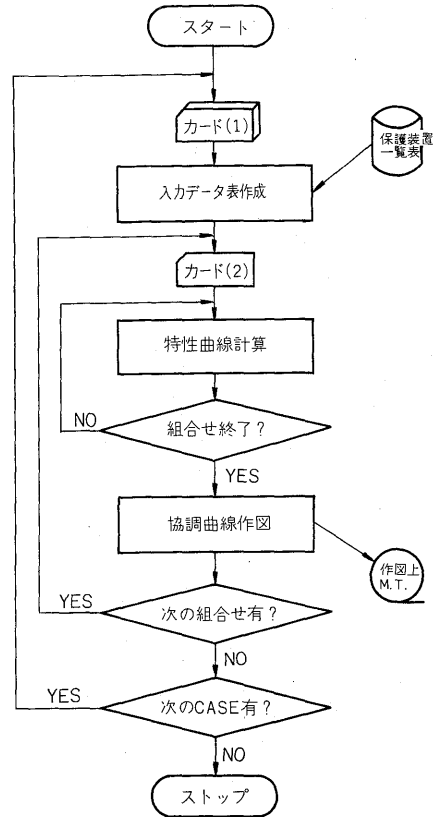 スタート
カード(1)
保護装置
一覧表
入力データ表作成
カード(2)
特性曲線計算
組合せ終了?
NO
YES
協調曲線作図
作図上
M.T.
次の組合せ有?
YES
NO
次のCASE有?
YES
NO
ストップ